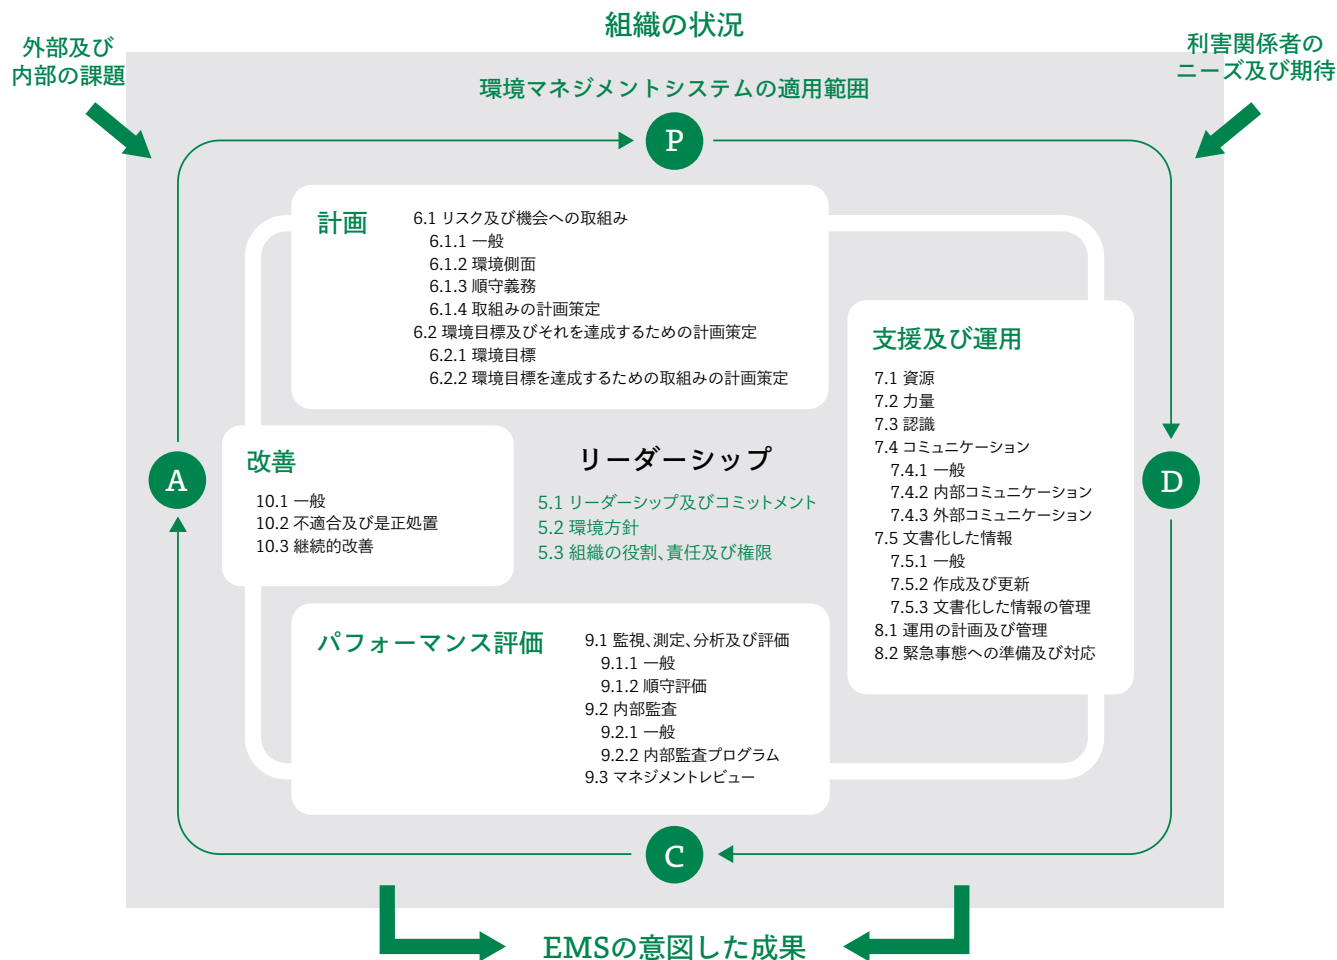 組織の状況
外部及び
内部の課題
利害関係者の
ニーズ及び期待
環境マネジメントシステムの適用範囲
P
計画
6.1 リスク及び機会への取組み
6.1.1 一般
6.1.2 環境側面
6.1.3 順守義務
6.1.4 取組みの計画策定
6.2 環境目標及びそれを達成するための計画策定
6.2.1 環境目標
6.2.2 環境目標を達成するための取組みの計画策定
支援及び運用
7.1 資源
7.2 力量
7.3 認識
7.4 コミュニケーション
7.4.1 一般
7.4.2 内部コミュニケーション
7.4.3 外部コミュニケーション
7.5 文書化した情報
7.5.1 一般
7.5.2 作成及び更新
7.5.3 文書化した情報の管理
8.1 運用の計画及び管理
8.2 緊急事態への準備及び対応
D
A
改善
10.1 一般
10.2 不適合及び是正処置
10.3 継続的改善
リーダーシップ
5.1 リーダーシップ及びコミットメント
5.2 環境方針
5.3 組織の役割、責任及び権限
パフォーマンス評価
9.1 監視、測定、分析及び評価
9.1.1 一般
9.1.2 順守評価
9.2 内部監査
9.2.1 一般
9.2.2 内部監査プログラム
9.3 マネジメントレビュー
C
EMSの意図した成果